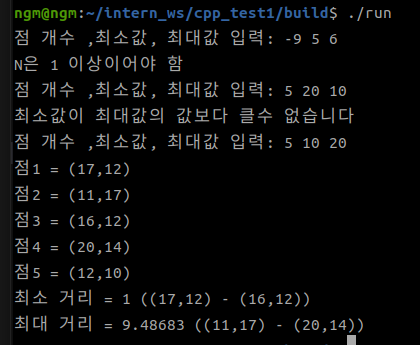 ngm@ngm:~/intern_ws/cpp_test1/build$ ./run
점 개수 ,최소값, 최대값 입력: -9 5 6
N은 1 이상이어야 함
점 개수 ,최소값, 최대값 입력: 5 20 10
최소값이 최대값의 값보다 클수 없습니다
점 개수 ,최소값, 최대값 입력: 5 10 20
점1 = (17,12)
점2 = (11,17)
점3 = (16,12)
점4 = (20,14)
점5 = (12,10)
최소 거리 = 1 ((17,12) - (16,12))
최대 거리 = 9.48683 ((11,17) - (20,14))